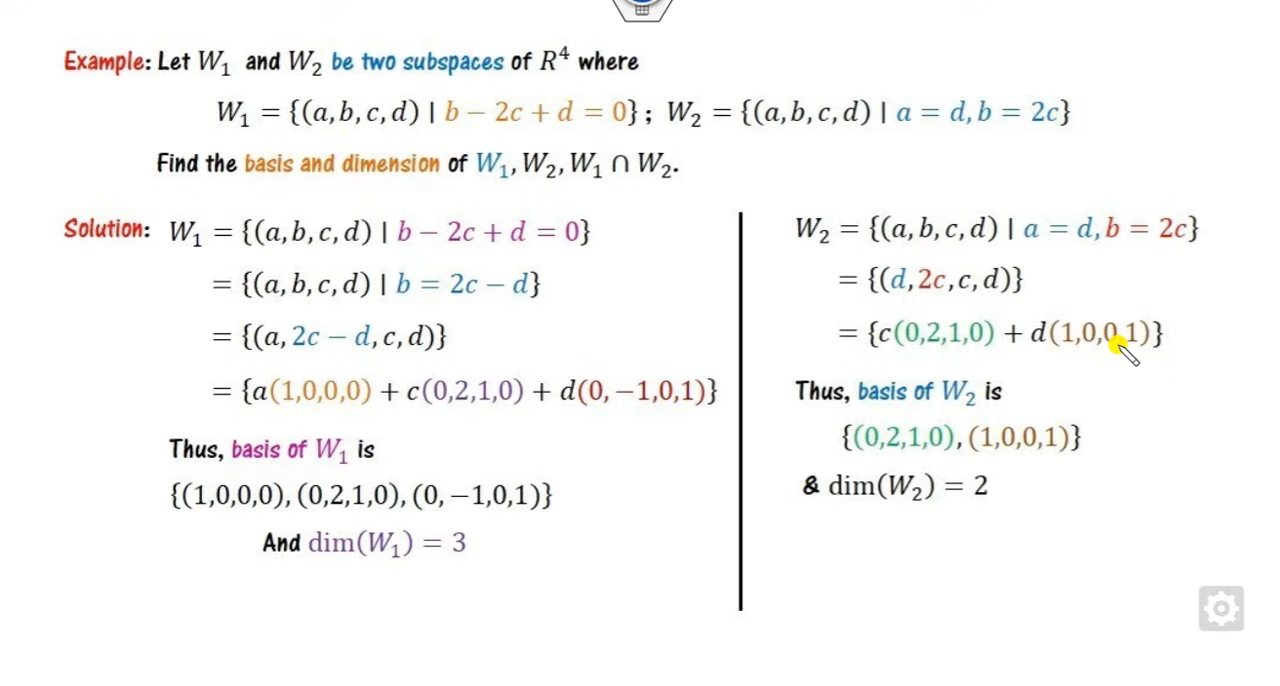 Example: Let W₁ and W₂ be two subspaces of R⁴ where
W₁ = {(a, b, c, d) | b − 2c + d = 0} ; W₂ = {(a, b, c, d) | a = d, b = 2c}
Find the basis and dimension of W₁, W₂, W₁ ∩ W₂.
Solution: W₁ = {(a, b, c, d) | b − 2c + d = 0}
= {(a, b, c, d) | b = 2c − d}
= {(a, 2c − d, c, d)}
= {a(1,0,0,0) + c(0,2,1,0) + d(0, −1,0,1)}
Thus, basis of W₁ is
{(1,0,0,0), (0,2,1,0), (0, −1,0,1)}
And dim(W₁) = 3
W₂ = {(a, b, c, d) | a = d, b = 2c}
= {(d, 2c, c, d)}
= {c(0,2,1,0) + d(1,0,0,1)}
Thus, basis of W₂ is
{(0,2,1,0), (1,0,0,1)}
& dim(W₂) = 2